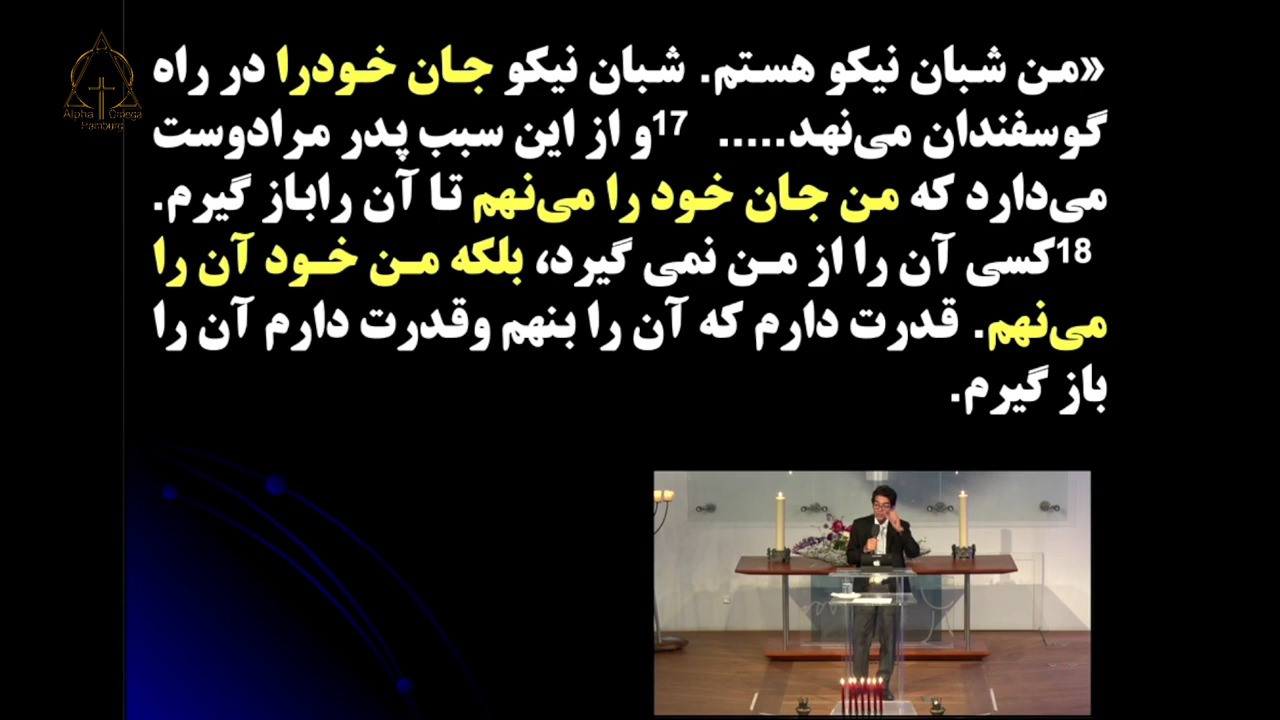 «من شبان نیکو هستم. شبان نیکو جان خودرا در راه
گوسفندان می‌نهد..... 17و از این سبب پدر مرادوست
می‌دارد که من جان خود را می‌نهم تا آن راباز گیرم.
18کسی آن را از من نمی گیرد، بلکه من خود آن را
می‌نهم. قدرت دارم که آن را بنهم وقدرت دارم آن را
باز گیرم.
Alpha Omega
Hamburg